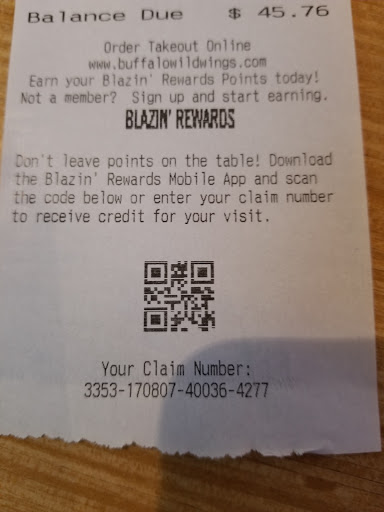 Balance Due $ 45.76
Order Takeout Online
www.buffalowildwings.com
Earn your Blazin' Rewards Points today!
Not a member? Sign up and start earning.
BLAZIN' REWARDS
Don't leave points on the table! Download
the Blazin' Rewards Mobile App and scan
the code below or enter your claim number
to receive credit for your visit.
Your Claim Number:
3353-170807-40036-4277